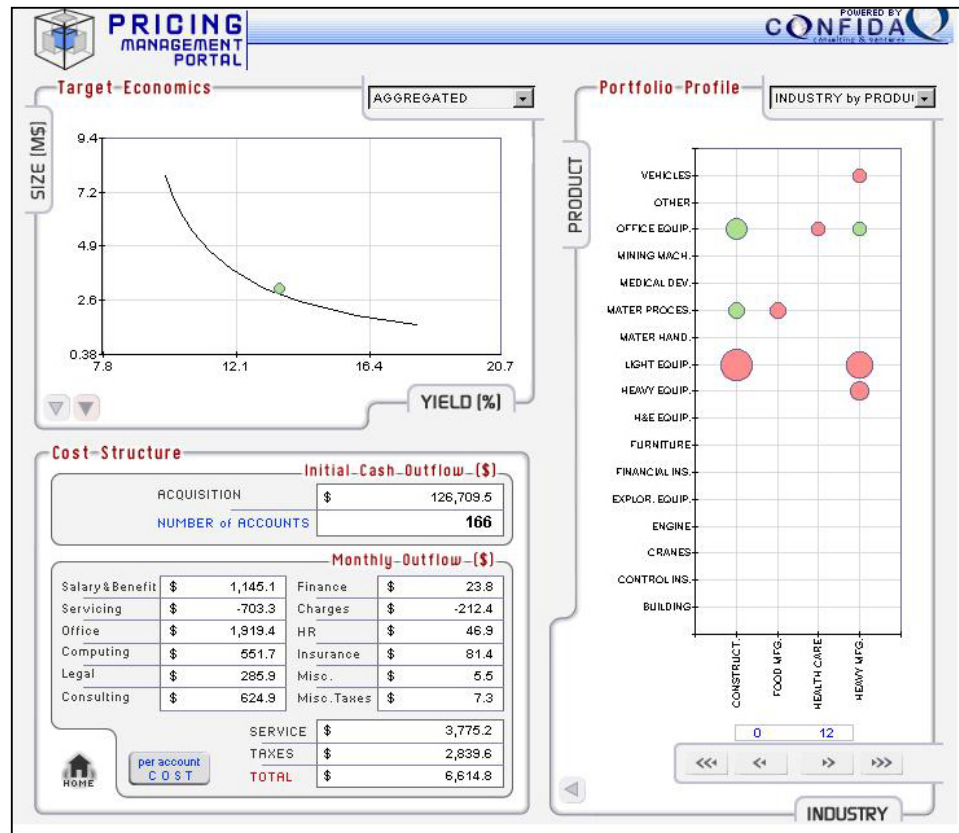 PRICING
MANAGEMENT
PORTAL
POWERED BY
CONFIDA
consulting & ventures
Target Economics
AGGREGATED
SIZE (M$)
9.4
7.2
4.9
2.6
0.38
7.8 12.1 16.4 20.7
YIELD (%)
Cost-Structure
Initial-Cash-Outflow-($)
ACQUISITION $ 126,709.5
NUMBER of ACCOUNTS 166
Monthly-Outflow-($)
Salary&Benefit $ 1,145.1 Finance $ 23.8
Servicing $ -703.3 Charges $ -212.4
Office $ 1,919.4 HR $ 46.9
Computing $ 551.7 Insurance $ 81.4
Legal $ 285.9 Misc. $ 5.5
Consulting $ 624.9 Misc.Taxes $ 7.3
SERVICE $ 3,775.2
TAXES $ 2,839.6
TOTAL $ 6,614.8
HOME
per account
COST
Portfolio-Profile
INDUSTRY by PRODU
PRODUCT
VEHICLES
OTHER
OFFICE EQUIP.
MINING MACH.
MEDICAL DEV.
MATER PROCES.
MATER HAND.
LIGHT EQUIP.
HEAVY EQUIP.
H&E EQUIP.
FURNITURE
FINANCIAL INS.
EXPLOR. EQUIP.
ENGINE
CRANES
CONTROL INS.
BUILDING
CONSTRUCT.
FOOD MFG.
HEALTH CARE
HEAVY MFG.
0 12
INDUSTRY